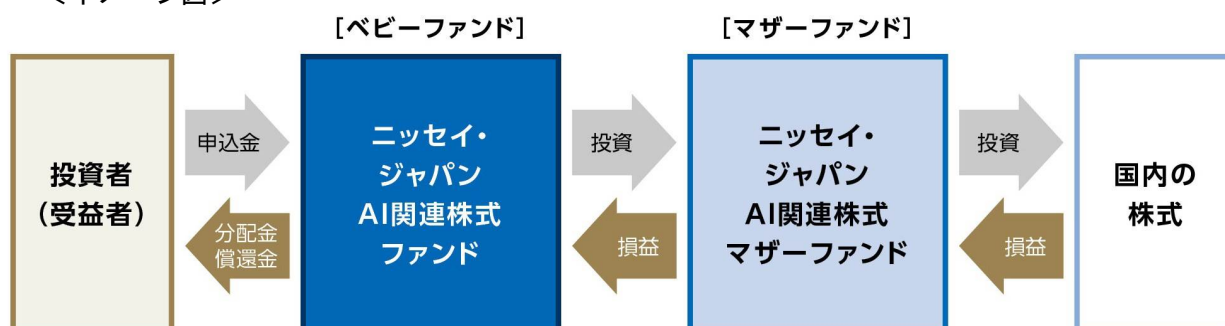 [ベビーファンド]
[マザーファンド]
投資者
(受益者)
申込金
分配金
償還金
ニッセイ・
ジャパン
AI関連株式
ファンド
投資
損益
ニッセイ・
ジャパン
AI関連株式
マザーファンド
投資
損益
国内の
株式